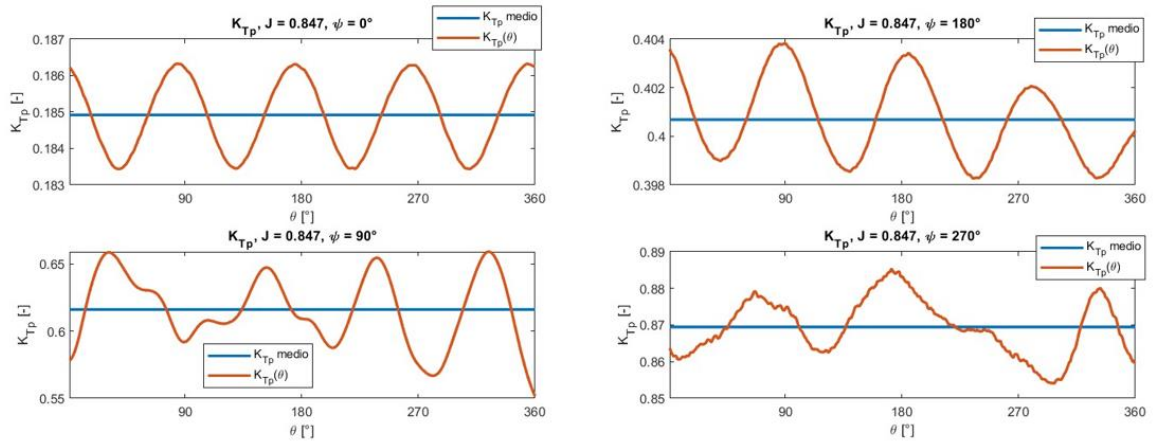 K_Tp, J = 0.847, ψ = 0°
K_Tp medio
K_Tp(θ)
0.187
0.186
0.185
0.184
0.183
K_Tp [-]
90
180
270
360
θ [°]
K_Tp, J = 0.847, ψ = 180°
K_Tp medio
K_Tp(θ)
0.404
0.402
0.4
0.398
K_Tp [-]
90
180
270
360
θ [°]
K_Tp, J = 0.847, ψ = 90°
0.65
0.6
0.55
K_Tp [-]
K_Tp medio
K_Tp(θ)
90
180
270
360
θ [°]
K_Tp, J = 0.847, ψ = 270°
K_Tp medio
K_Tp(θ)
0.89
0.88
0.87
0.86
0.85
K_Tp [-]
90
180
270
360
θ [°]